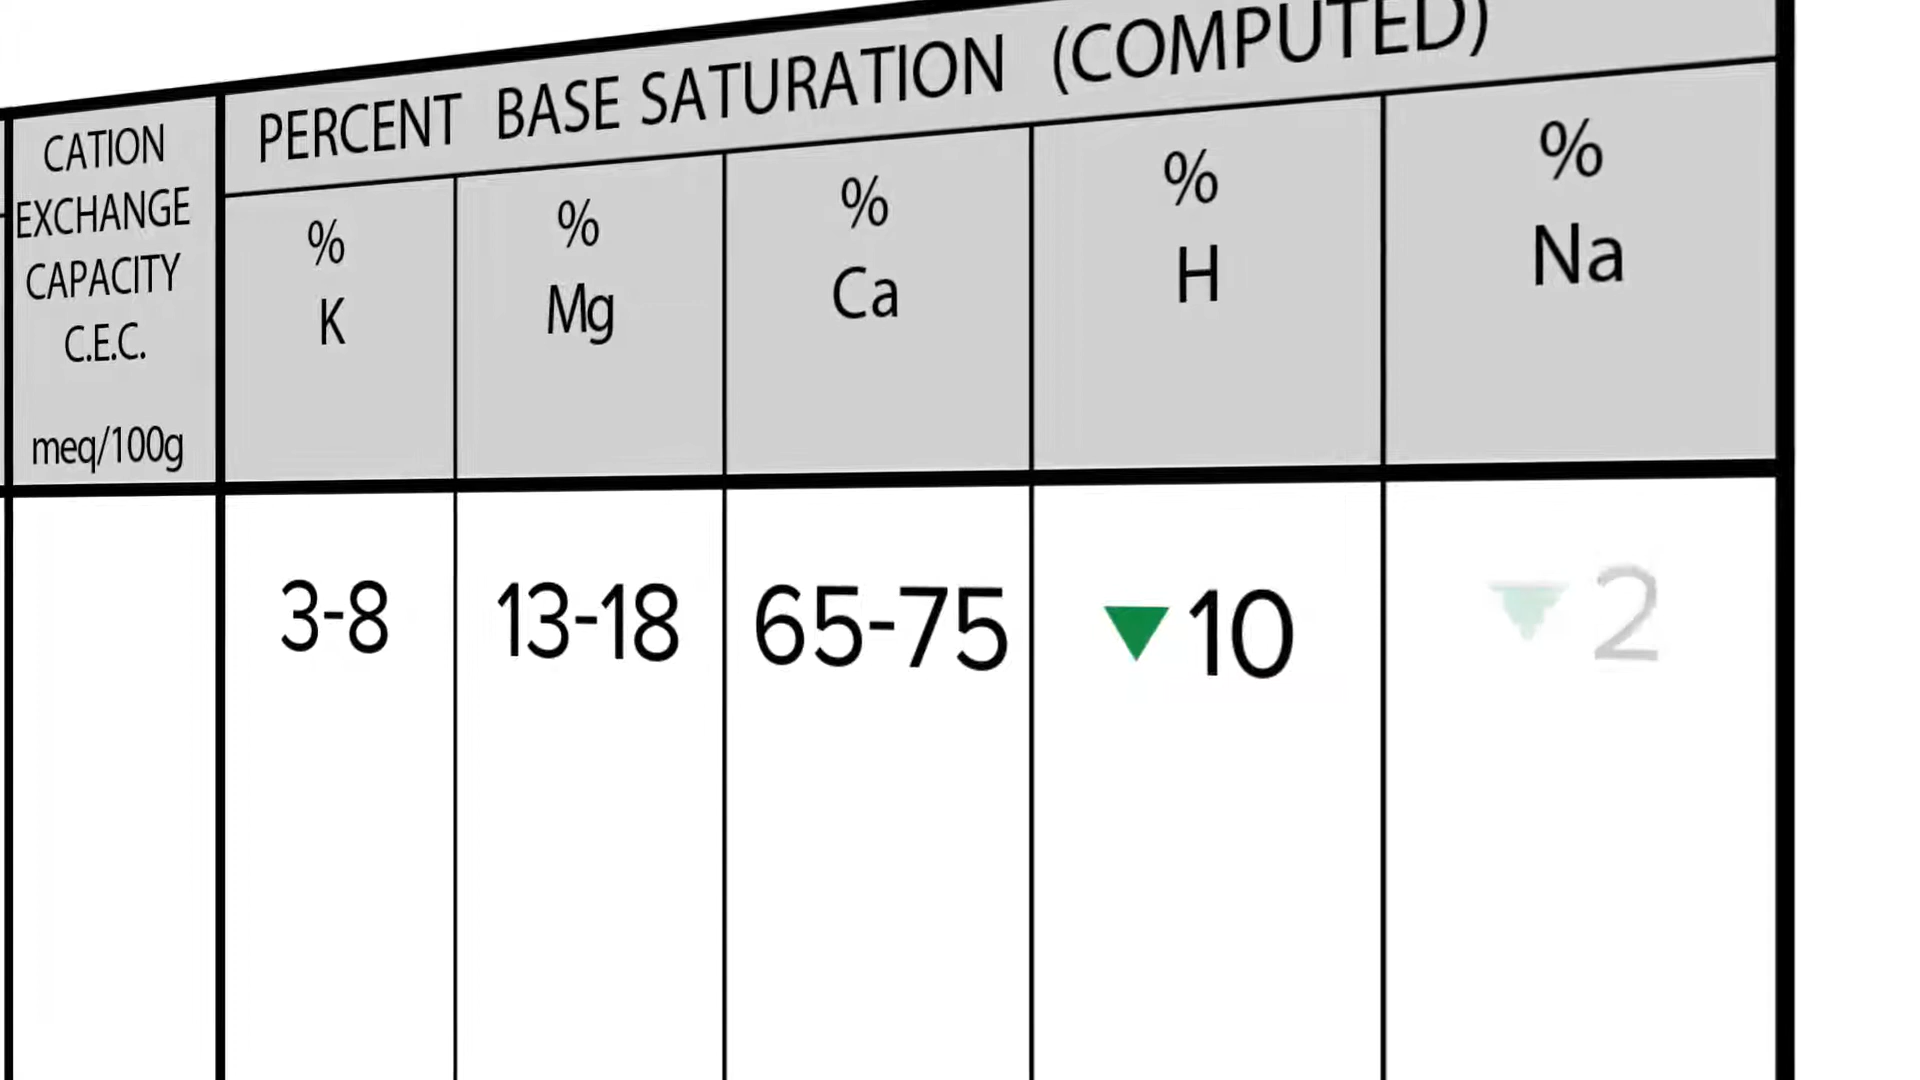 CATION
EXCHANGE
CAPACITY
C.E.C.
meq/100g
PERCENT BASE SATURATION (COMPUTED)
%
K
%
Mg
%
Ca
%
H
%
Na
3-8
13-18
65-75
▼10
▼2